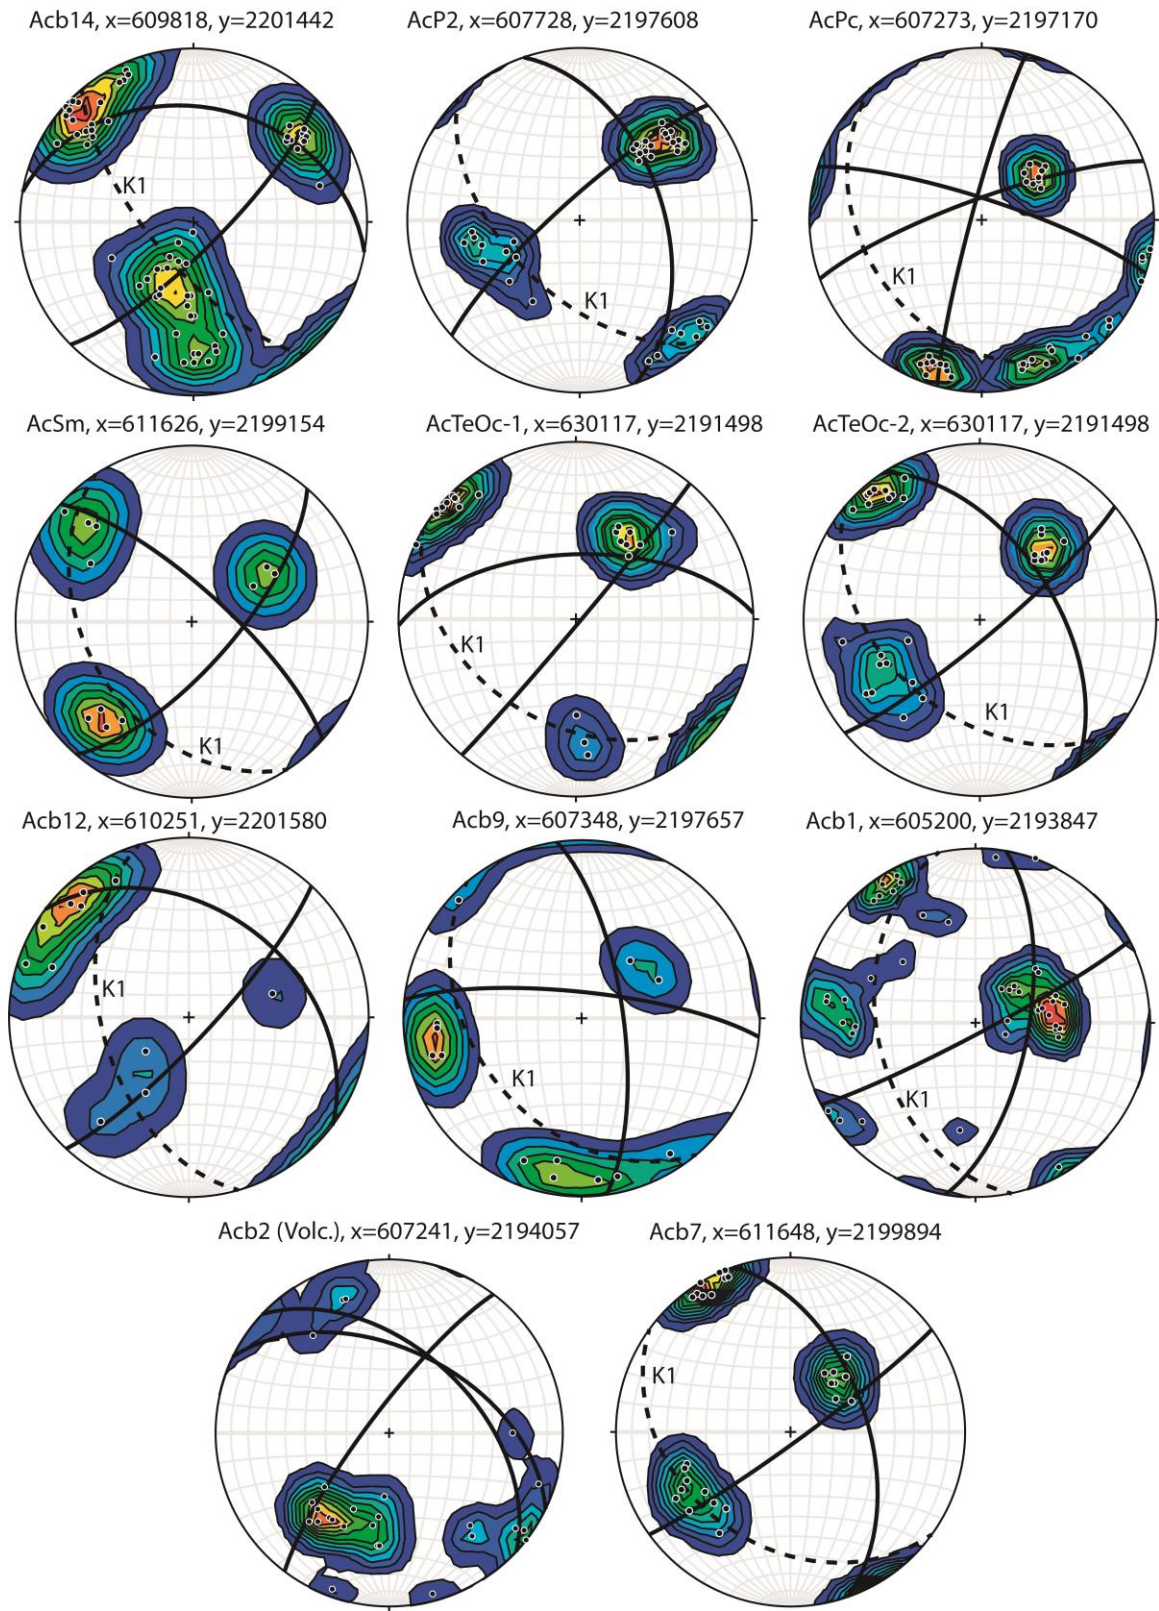 Acb14, x=609818, y=2201442
AcP2, x=607728, y=2197608
AcPc, x=607273, y=2197170
K1
K1
K1
AcSm, x=611626, y=2199154
AcTeOc-1, x=630117, y=2191498
AcTeOc-2, x=630117, y=2191498
K1
K1
K1
Acb12, x=610251, y=2201580
Acb9, x=607348, y=2197657
Acb1, x=605200, y=2193847
K1
K1
K1
Acb2 (Volc.), x=607241, y=2194057
Acb7, x=611648, y=2199894
K1